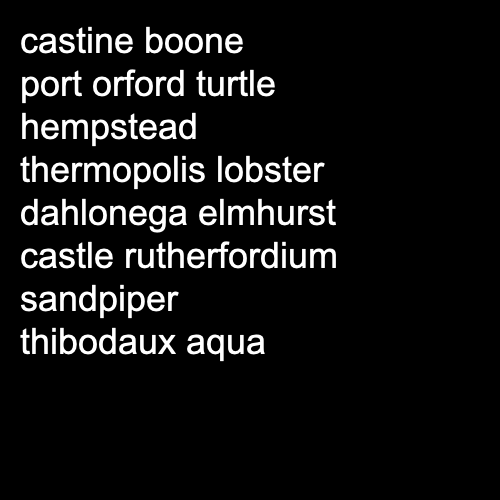 castine boone
port orford turtle
hempstead
thermopolis lobster
dahlonega elmhurst
castle rutherfordium
sandpiper
thibodaux aqua